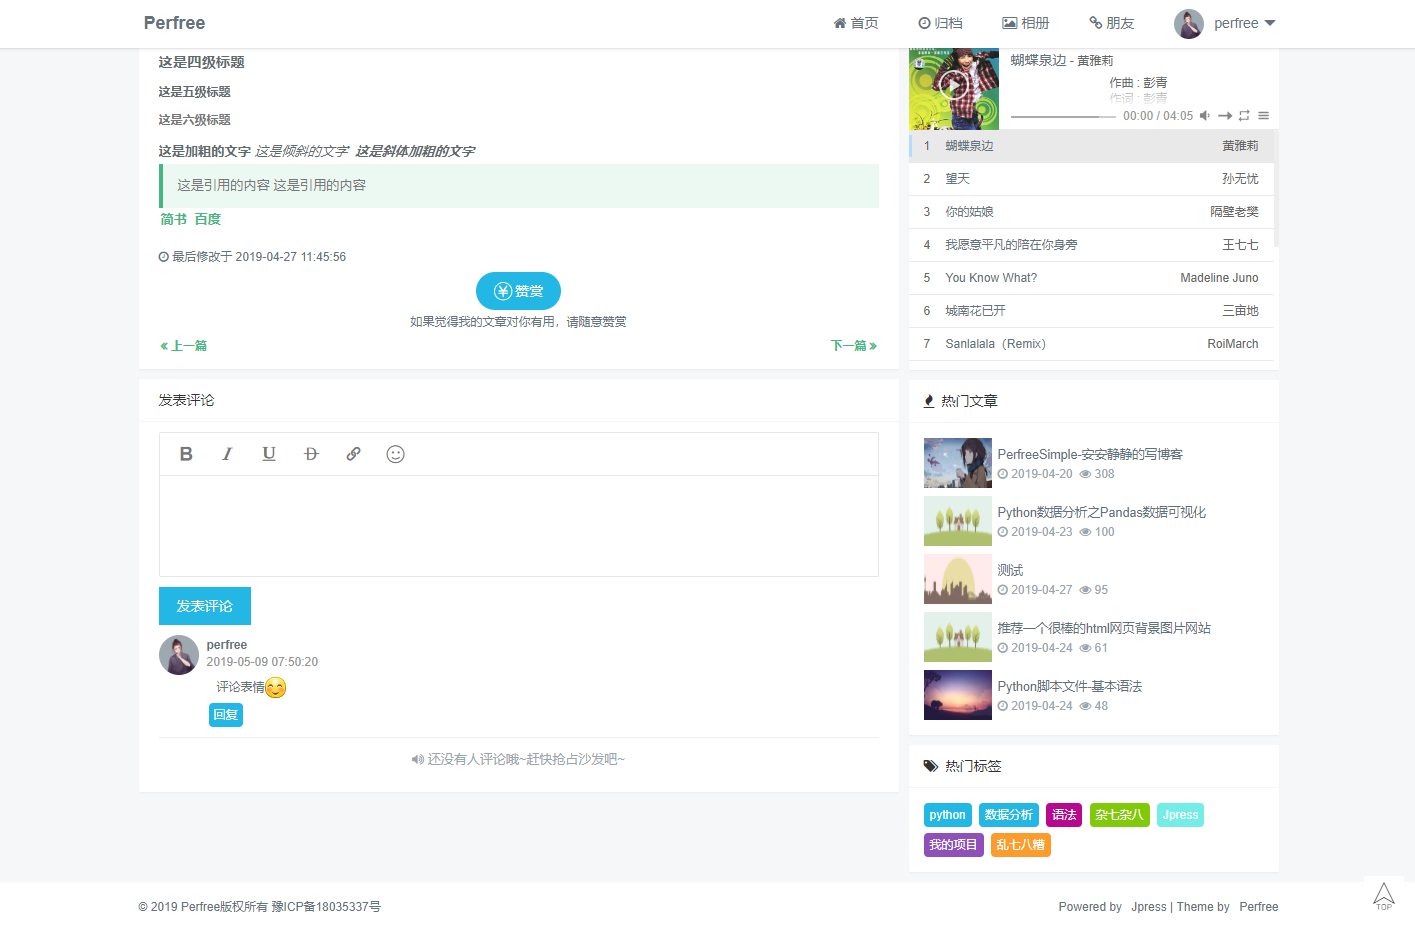 Perfree
首页 归档 相册 朋友 perfree
这是四级标题
这是五级标题
这是六级标题
这是加粗的文字 这是倾斜的文字 这是斜体加粗的文字
这是引用的内容 这是引用的内容
简书 百度
最后修改于 2019-04-27 11:45:56
赞赏
如果觉得我的文章对你有用，请随意赞赏
« 上一篇
下一篇 »
发表评论
发表评论
perfree
2019-05-09 07:50:20
评论表情
回复
还没有人评论哦~赶快抢占沙发吧~
蝴蝶泉边 - 黄雅莉
作曲 : 彭青
作词 : 彭青
00:00 / 04:05
1 蝴蝶泉边 黄雅莉
2 望天 孙无忧
3 你的姑娘 隔壁老樊
4 我愿意平凡的陪在你身旁 王七七
5 You Know What? Madeline Juno
6 城南花已开 三亩地
7 Sanlalala（Remix） RoiMarch
热门文章
PerfreeSimple-安安静静的写博客
2019-04-20 308
Python数据分析之Pandas数据可视化
2019-04-23 100
测试
2019-04-27 95
推荐一个很棒的html网页背景图片网站
2019-04-24 61
Python脚本文件-基本语法
2019-04-24 48
热门标签
python 数据分析 语法 杂七杂八 Jpress
我的项目 乱七八糟
© 2019 Perfree版权所有 豫ICP备18035337号
Powered by Jpress | Theme by Perfree
TOP